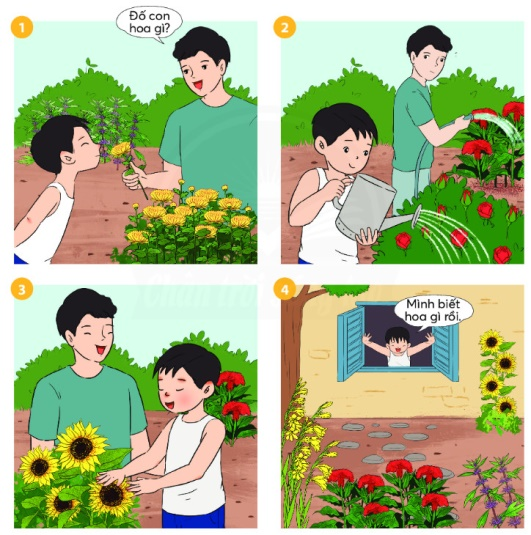 1
Đố con
hoa gì?
2
3
4
Mình biết
hoa gì rồi.